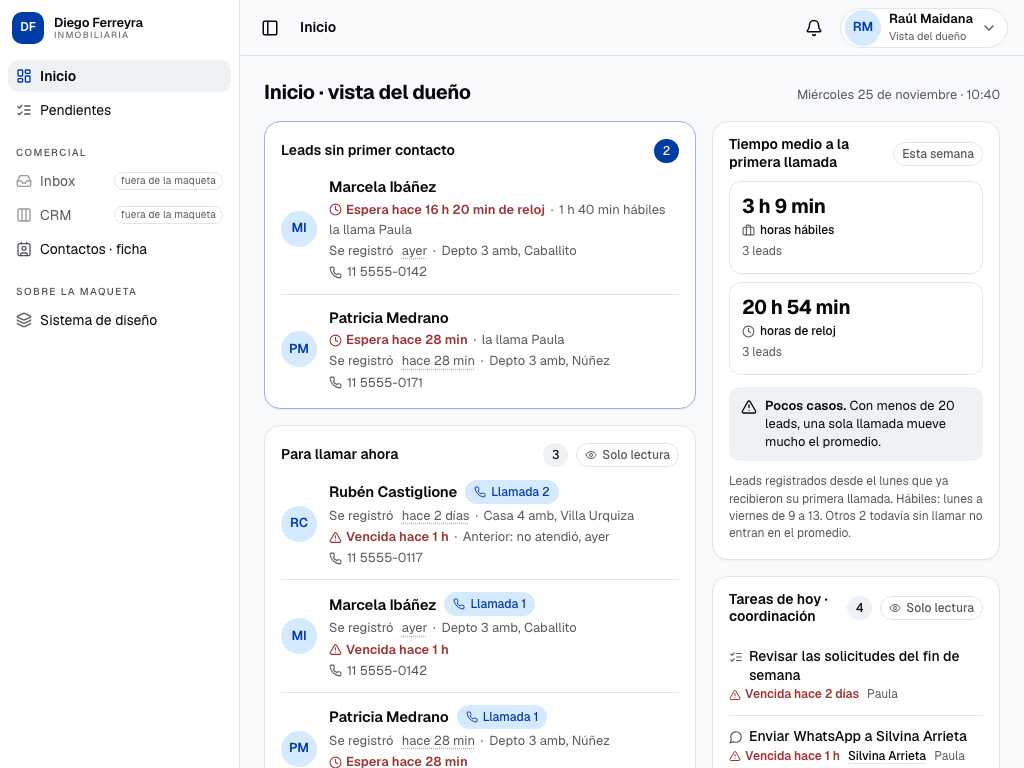 DF
Diego Ferreyra
INMOBILIARIA
Inicio
Pendientes
COMERCIAL
Inbox
fuera de la maqueta
CRM
fuera de la maqueta
Contactos · ficha
SOBRE LA MAQUETA
Sistema de diseño
Inicio
RM
Raúl Maidana
Vista del dueño
Inicio · vista del dueño
Miércoles 25 de noviembre · 10:40
Leads sin primer contacto
2
MI
Marcela Ibáñez
Espera hace 16 h 20 min de reloj · 1 h 40 min hábiles
la llama Paula
Se registró ayer · Depto 3 amb, Caballito
11 5555-0142
PM
Patricia Medrano
Espera hace 28 min · la llama Paula
Se registró hace 28 min · Depto 3 amb, Núñez
11 5555-0171
Para llamar ahora
3
Solo lectura
RC
Rubén Castiglione
Llamada 2
Se registró hace 2 días · Casa 4 amb, Villa Urquiza
Vencida hace 1 h · Anterior: no atendió, ayer
11 5555-0117
MI
Marcela Ibáñez
Llamada 1
Se registró ayer · Depto 3 amb, Caballito
Vencida hace 1 h
11 5555-0142
PM
Patricia Medrano
Llamada 1
Se registró hace 28 min · Depto 3 amb, Núñez
Espera hace 28 min
Tiempo medio a la
primera llamada
Esta semana
3 h 9 min
horas hábiles
3 leads
20 h 54 min
horas de reloj
3 leads
Pocos casos. Con menos de 20
leads, una sola llamada mueve
mucho el promedio.
Leads registrados desde el lunes que ya
recibieron su primera llamada. Hábiles: lunes a
viernes de 9 a 13. Otros 2 todavía sin llamar no
entran en el promedio.
Tareas de hoy ·
coordinación
4
Solo lectura
Revisar las solicitudes del fin de
semana
Vencida hace 2 días Paula
Enviar WhatsApp a Silvina Arrieta
Vencida hace 1 h Silvina Arrieta Paula